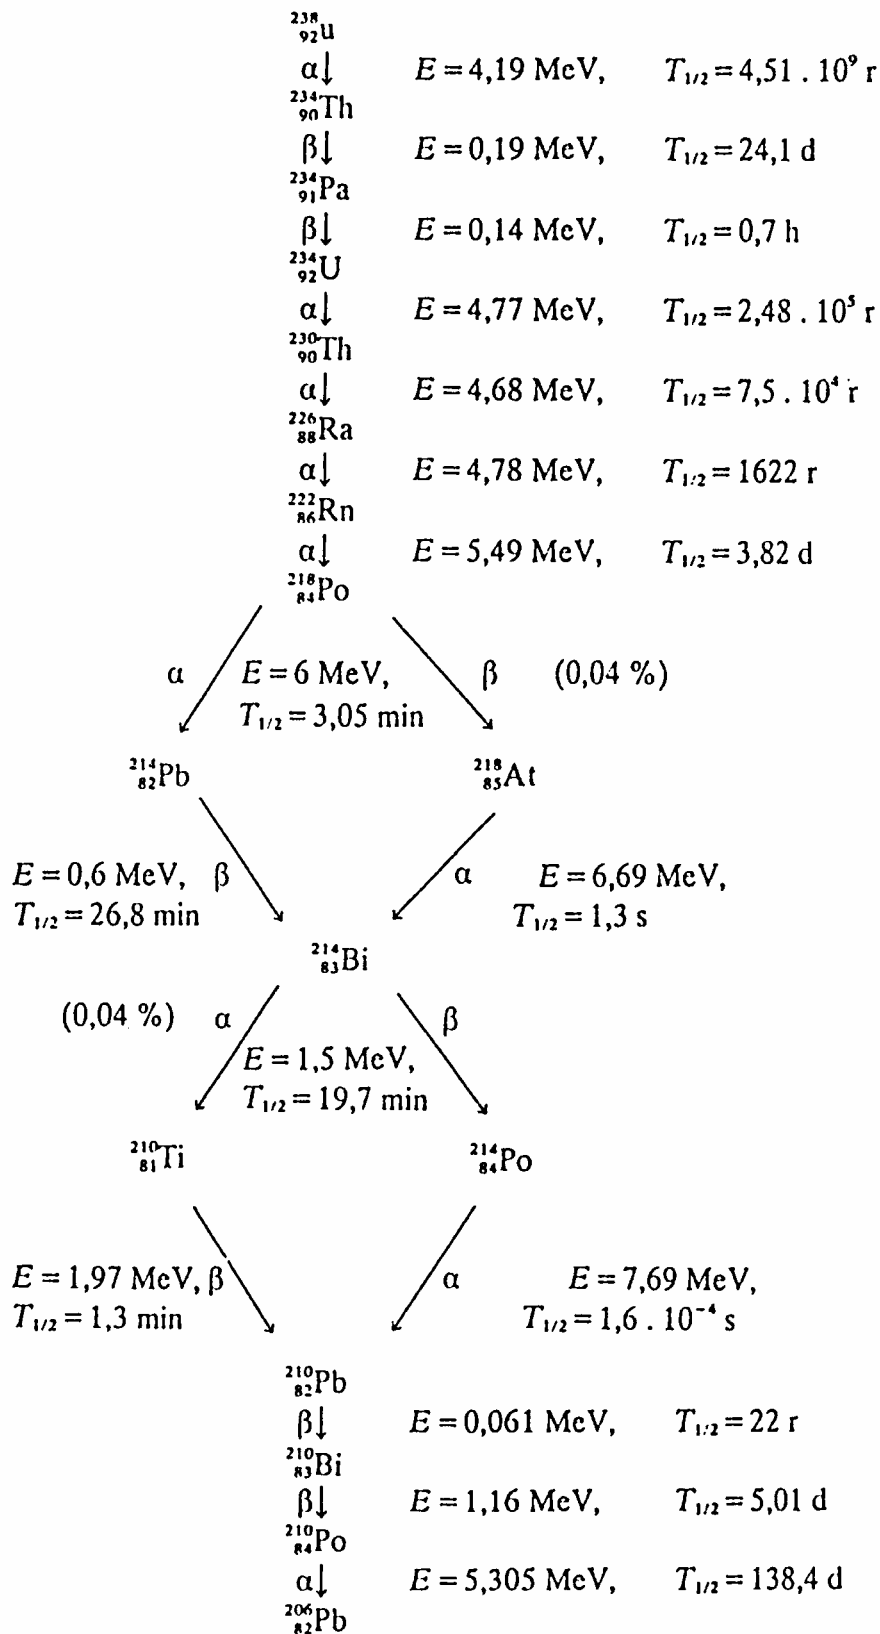 ²³⁸₉₂u
α↓ E = 4,19 MeV, T₁/₂ = 4,51 . 10⁹ r
²³⁴₉₀Th
β↓ E = 0,19 MeV, T₁/₂ = 24,1 d
²³⁴₉₁Pa
β↓ E = 0,14 MeV, T₁/₂ = 0,7 h
²³⁴₉₂U
α↓ E = 4,77 MeV, T₁/₂ = 2,48 . 10⁵ r
²³⁰₉₀Th
α↓ E = 4,68 MeV, T₁/₂ = 7,5 . 10⁴ r
²²⁶₈₈Ra
α↓ E = 4,78 MeV, T₁/₂ = 1622 r
²²²₈₆Rn
α↓ E = 5,49 MeV, T₁/₂ = 3,82 d
²¹⁸₈₄Po
α E = 6 MeV, β (0,04 %)
T₁/₂ = 3,05 min
²¹⁴₈₂Pb ²¹⁸₈₅At
E = 0,6 MeV, β α E = 6,69 MeV,
T₁/₂ = 26,8 min T₁/₂ = 1,3 s
²¹⁴₈₃Bi
(0,04 %) α β
E = 1,5 MeV,
T₁/₂ = 19,7 min
²¹⁰₈₁Ti ²¹⁴₈₄Po
E = 1,97 MeV, β α E = 7,69 MeV,
T₁/₂ = 1,3 min T₁/₂ = 1,6 . 10⁻⁴ s
²¹⁰₈₂Pb
β↓ E = 0,061 MeV, T₁/₂ = 22 r
²¹⁰₈₃Bi
β↓ E = 1,16 MeV, T₁/₂ = 5,01 d
²¹⁰₈₄Po
α↓ E = 5,305 MeV, T₁/₂ = 138,4 d
²⁰⁶₈₂Pb